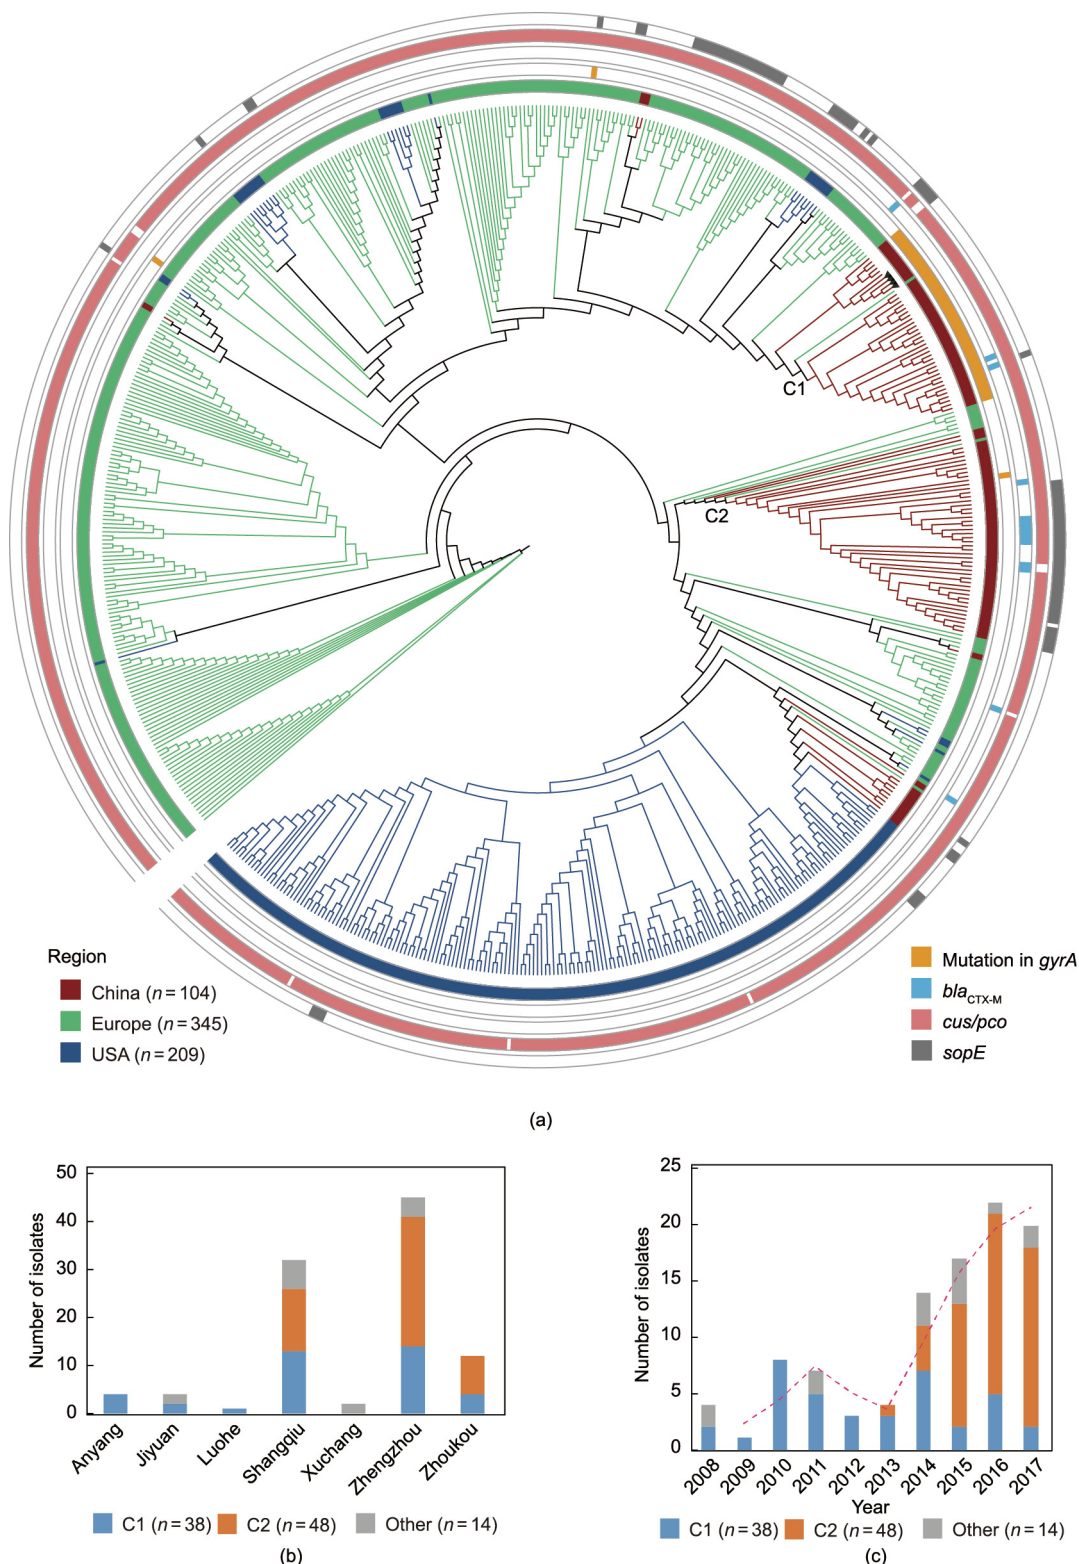 C1
C2
Region
China (n = 104)
Europe (n = 345)
USA (n = 209)
Mutation in gyrA
bla CTX-M
cus/pco
sopE
(a)
Number of isolates
50
40
30
20
10
0
Anyang
Jiyuan
Luohe
Shangqiu
Xuchang
Zhengzhou
Zhoukou
C1 (n = 38)
C2 (n = 48)
Other (n = 14)
(b)
Number of isolates
25
20
15
10
5
0
2008
2009
2010
2011
2012
2013
2014
2015
2016
2017
Year
C1 (n = 38)
C2 (n = 48)
Other (n = 14)
(c)